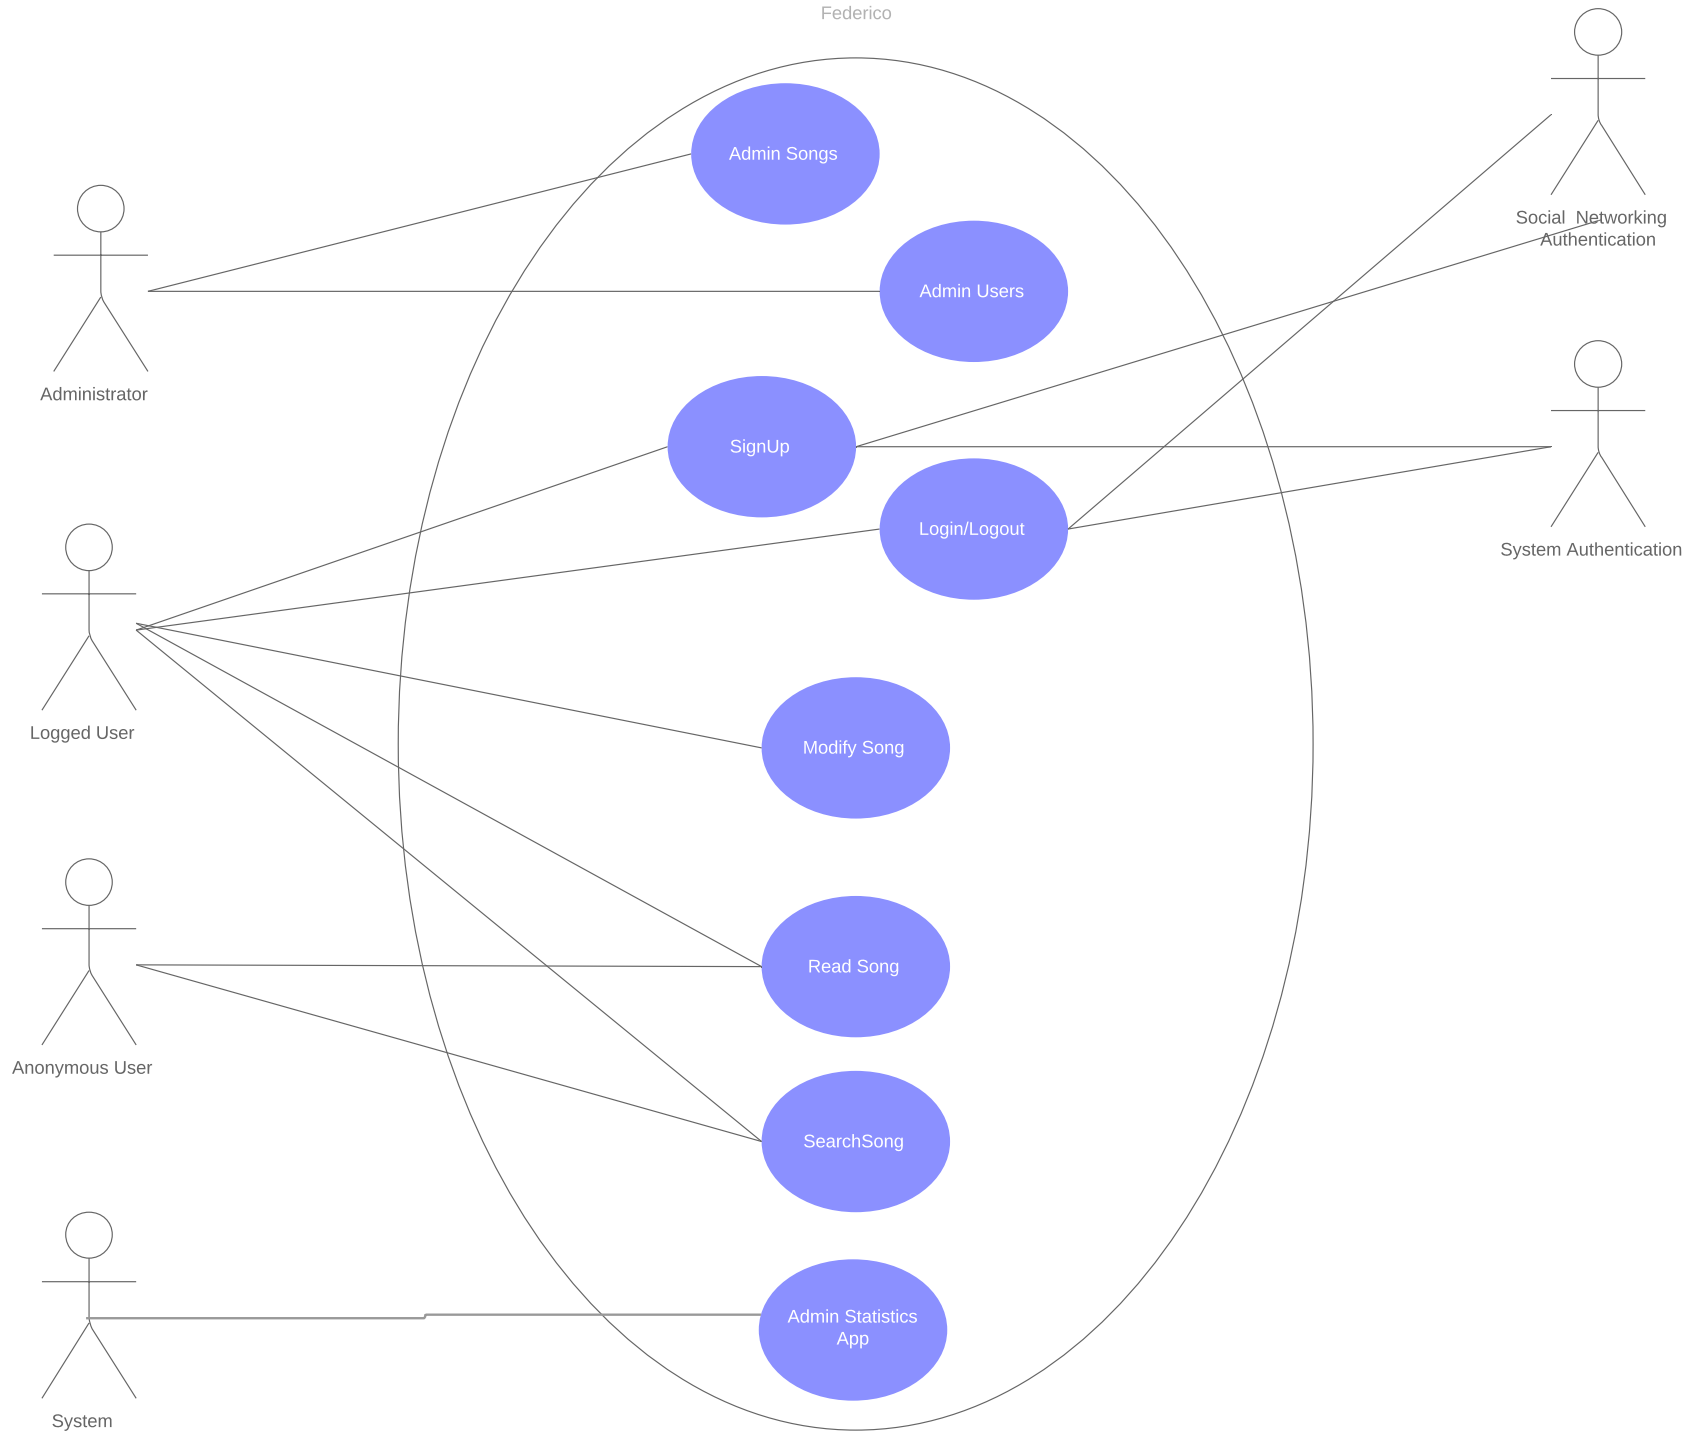 Federico
Admin Songs
Social  Networking
Authentication
Admin Users
Administrator
SignUp
Login/Logout
System Authentication
Logged User
Modify Song
Read Song
Anonymous User
SearchSong
Admin Statistics
App
System